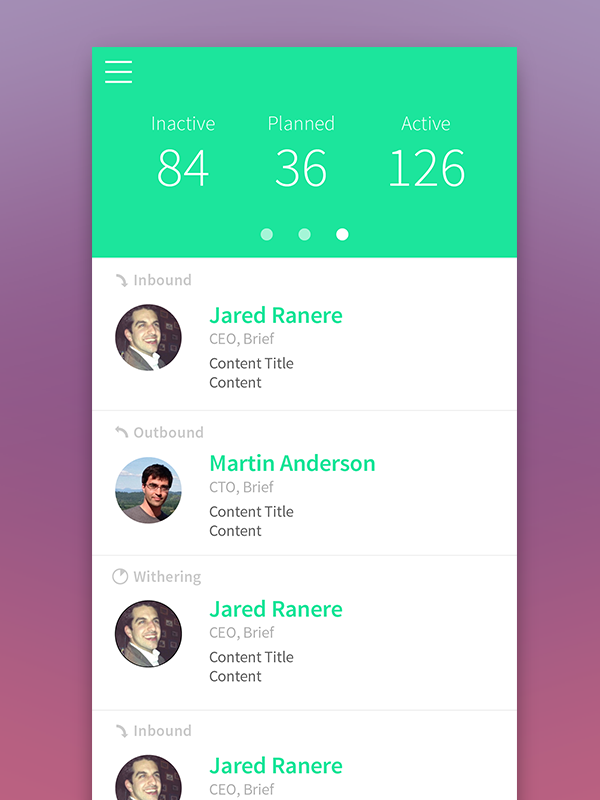 Inactive Planned Active
84 36 126
Inbound
Jared Ranere
CEO, Brief
Content Title
Content
Outbound
Martin Anderson
CTO, Brief
Content Title
Content
Withering
Jared Ranere
CEO, Brief
Content Title
Content
Inbound
Jared Ranere
CEO, Brief